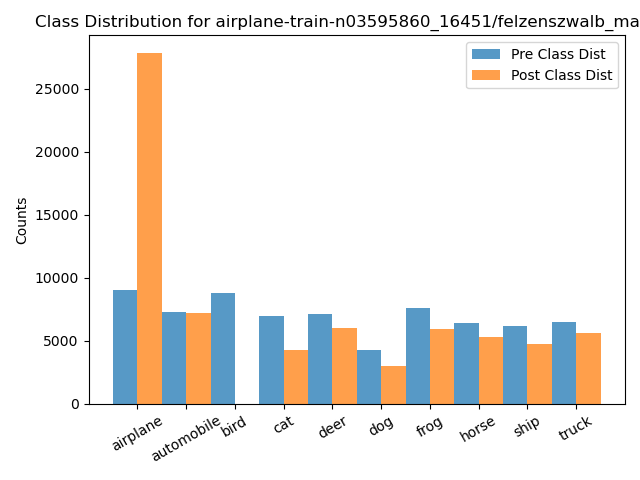 Class Distribution for airplane-train-n03595860_16451/felzenszwalb_ma
Pre Class Dist
Post Class Dist
Counts
25000
20000
15000
10000
5000
0
airplane
automobile
bird
cat
deer
dog
frog
horse
ship
truck